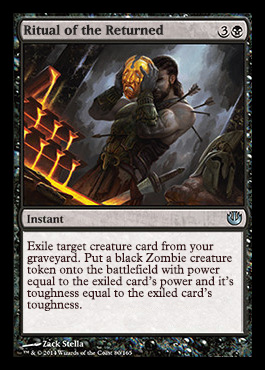 Ritual of the Returned 3
Instant
Exile target creature card from your
graveyard. Put a black Zombie creature
token onto the battlefield with power
equal to the exiled card's power and it's
toughness equal to the exiled card's
toughness.
Zack Stella
™ & © 2014 Wizards of the Coast 80/165